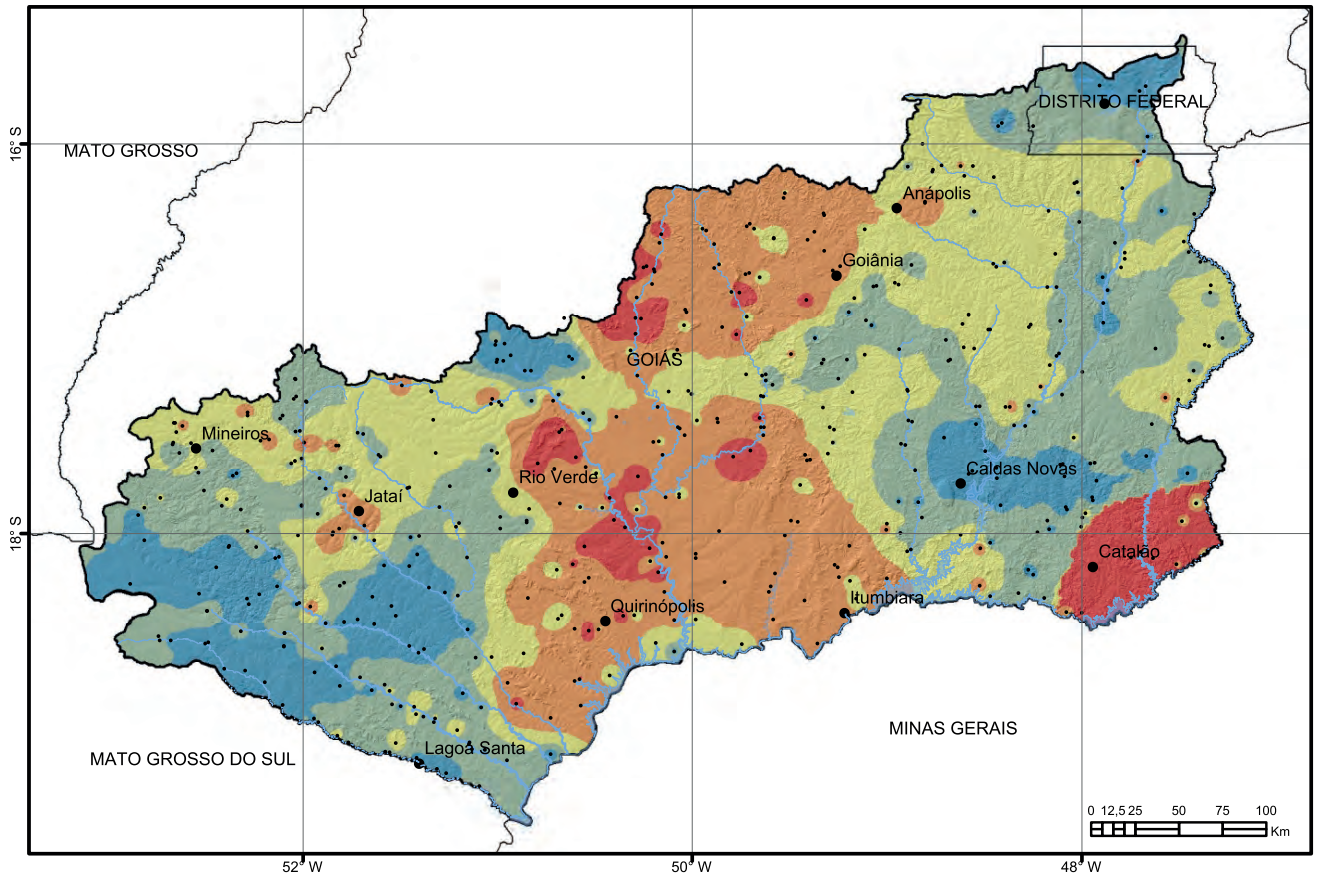 DISTRITO FEDERAL
16°S
MATO GROSSO
Anápolis
Goiânia
GOIÁS
Mineiros
Caldas Novas
Rio Verde
Jataí
18°S
Catalão
Itumbiara
Quirinópolis
MINAS GERAIS
Lagoa Santa
MATO GROSSO DO SUL
0 12,5 25 50 75 100
Km
52° W 50° W 48° W